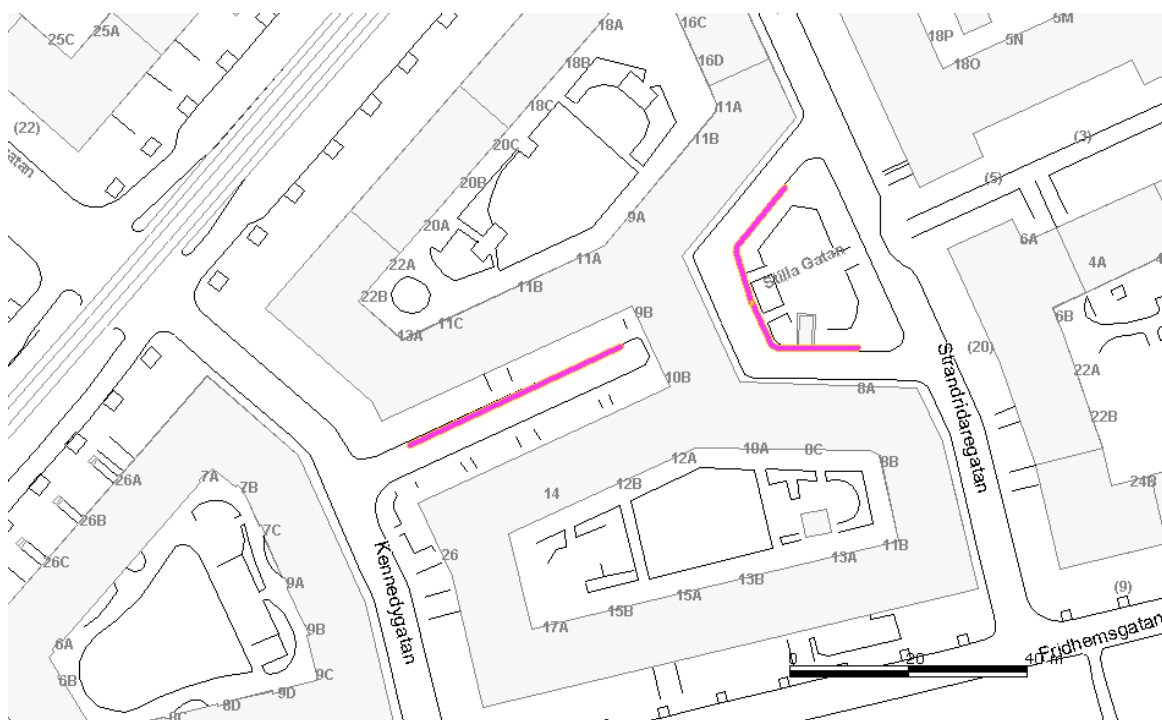 25C
25A
18A
16C
5M
18P
5N
18O
18B
16D
18C
11A
11B
(22)
gatan
20C
(3)
(5)
20B
9A
20A
6A
11A
22A
Stilla Gatan
4A
22B
11B
11C
13A
9B
6B
(20)
Strandridaregatan
10B
22A
8A
22B
10A
8C
12A
8B
7A
7B
26A
12B
14
24B
26B
7C
26
Kennedygatan
11B
26C
13A
13B
9A
15A
(9)
15B
17A
9B
6A
Fridhemsgatan
6B
9C
0
20
40 m
9D
8D
8C